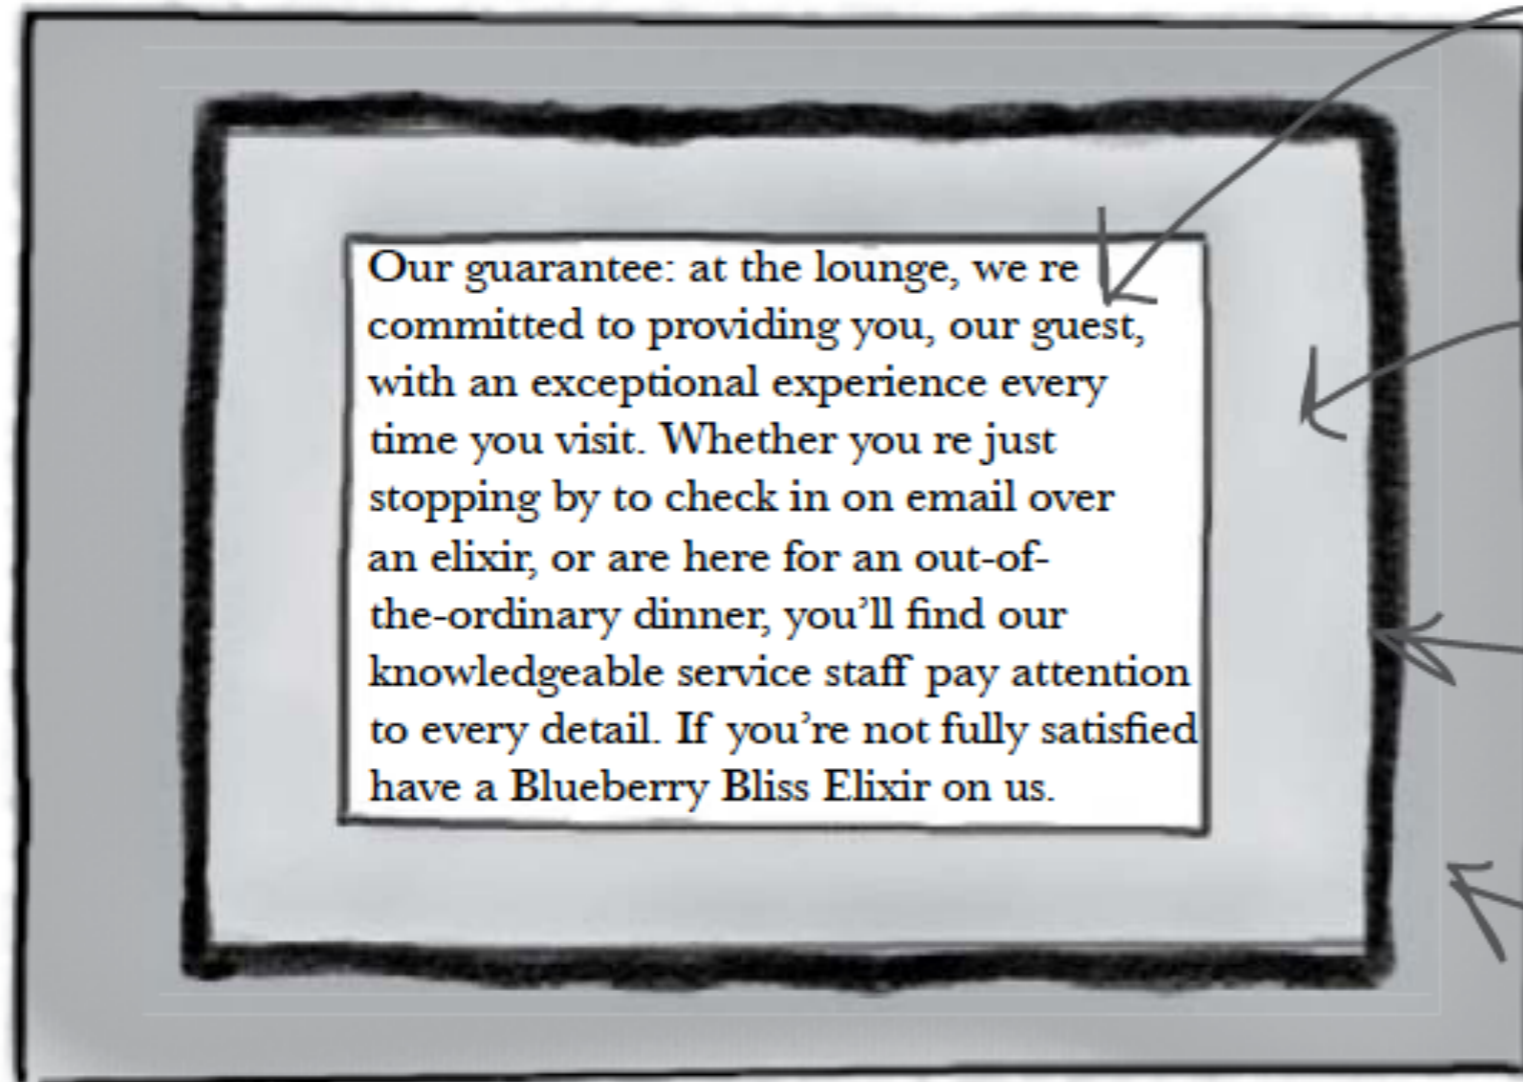 Our guarantee: at the lounge, we re
committed to providing you, our guest,
with an exceptional experience every
time you visit. Whether you re just
stopping by to check in on email over
an elixir, or are here for an out-of-
the-ordinary dinner, you’ll find our
knowledgeable service staff pay attention
to every detail. If you’re not fully satisfied
have a Blueberry Bliss Elixir on us.